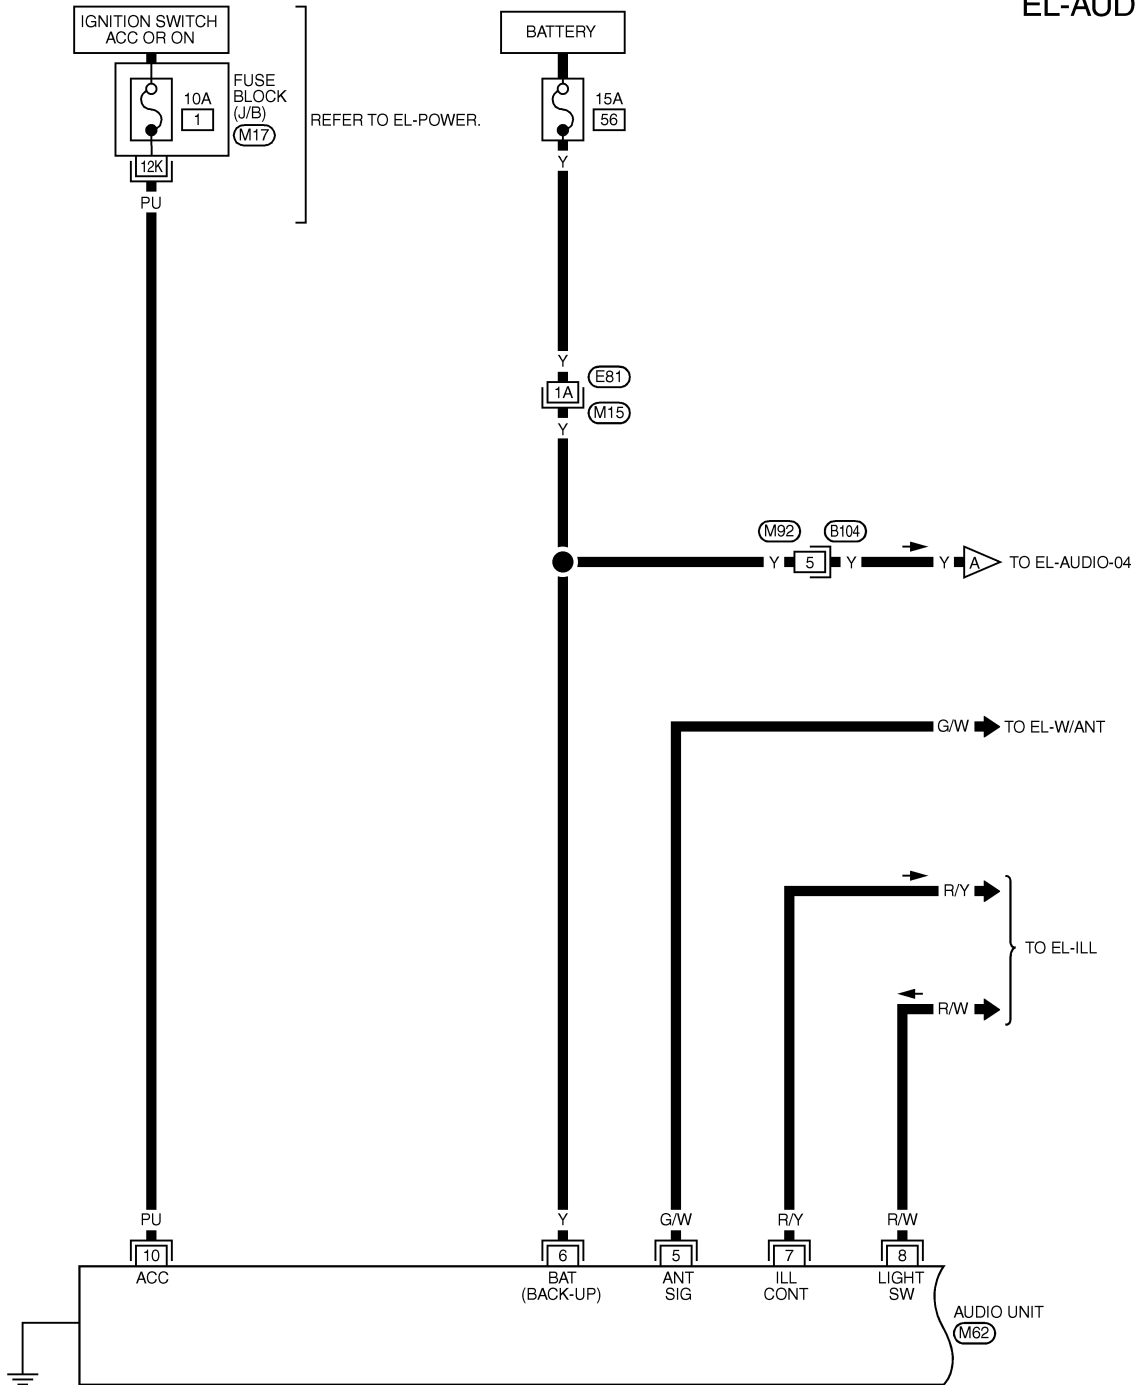 EL-AUD
IGNITION SWITCH
ACC OR ON
BATTERY
FUSE
BLOCK
(J/B)
M17
10A
1
REFER TO EL-POWER.
15A
56
12K
PU
Y
Y
E81
1A
M15
Y
M92
B104
Y
5
Y
Y
A
TO EL-AUDIO-04
G/W
TO EL-W/ANT
R/Y
TO EL-ILL
R/W
PU
Y
G/W
R/Y
R/W
10
6
5
7
8
ACC
BAT
(BACK-UP)
ANT
SIG
ILL
CONT
LIGHT
SW
AUDIO UNIT
M62